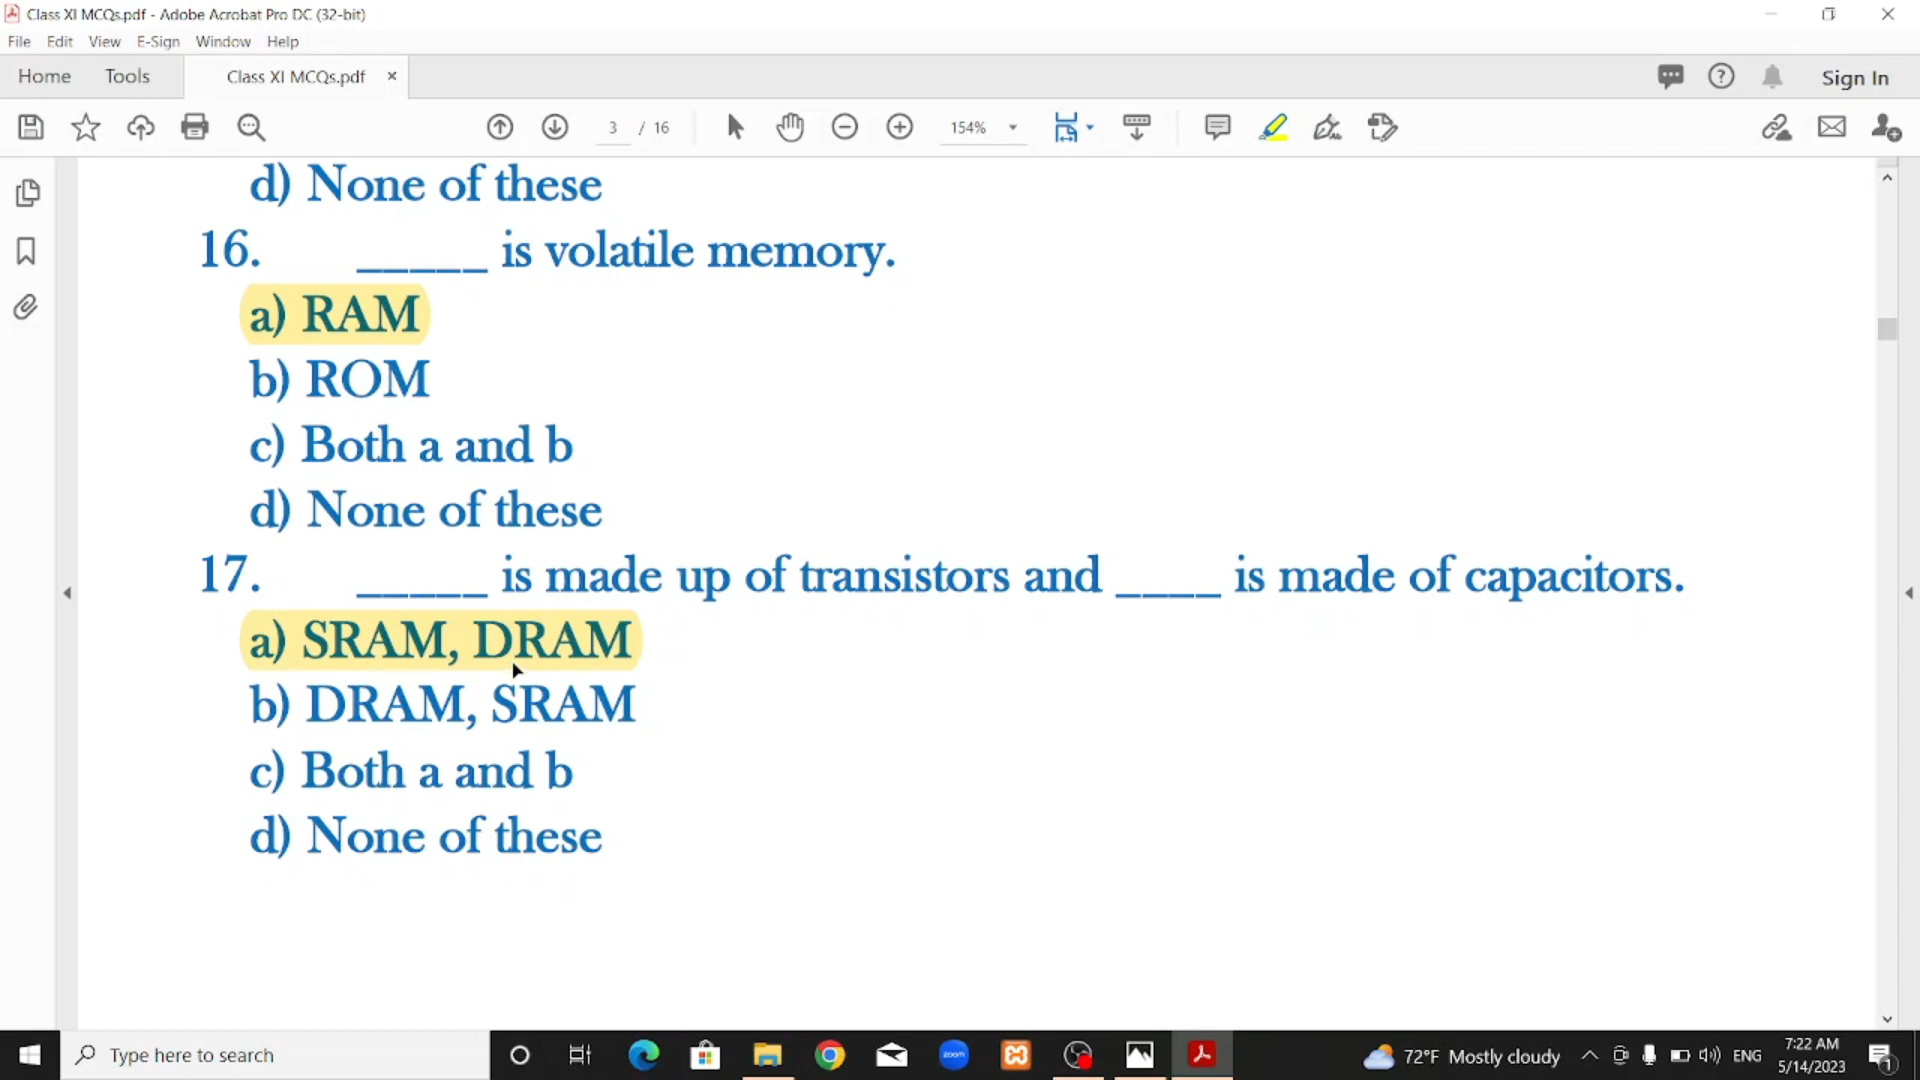 Class XI MCQs.pdf - Adobe Acrobat Pro DC (32-bit)
File Edit View E-Sign Window Help
Home Tools Class XI MCQs.pdf × Sign In
3 / 16 154%
d) None of these
16. _____ is volatile memory.
a) RAM
b) ROM
c) Both a and b
d) None of these
17. _____ is made up of transistors and ____ is made of capacitors.
a) SRAM, DRAM
b) DRAM, SRAM
c) Both a and b
d) None of these
Type here to search zoom 72°F Mostly cloudy ENG 7:22 AM
5/14/2023 1